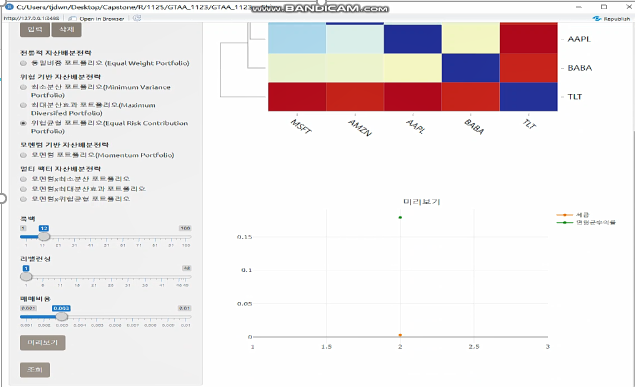 C:/Users/tjdwn/Desktop/Capstone/R/1125/GTAA_1123/GTAA_1123
WWW.BANDICAM.COM
Open in Browser
Republish
입력
삭제
전통적 자산배분전략
동일비중 포트폴리오 (Equal Weight Portfolio)
위험 기반 자산배분전략
최소분산 포트폴리오(Minimum Variance
Portfolio)
최대분산효과 포트폴리오(Maximum
Diversified Portfolio)
위험균형 포트폴리오(Equal Risk Contribution
Portfolio)
모멘텀 기반 자산배분전략
모멘텀 포트폴리오(Momentum Portfolio)
멀티 팩터 자산배분전략
모멘텀x최소분산 포트폴리오
모멘텀x최대분산효과 포트폴리오
모멘텀x위험균형 포트폴리오
룩백
1 12 100
리밸런싱
1 48
매매비용
0.001 0.003 0.01
미리보기
조회
AAPL
BABA
TLT
MSFT AMZN AAPL BABA TLT
미리보기
세금
연평균수익률
0.15
0.1
0.05
0
1 1.5 2 2.5 3